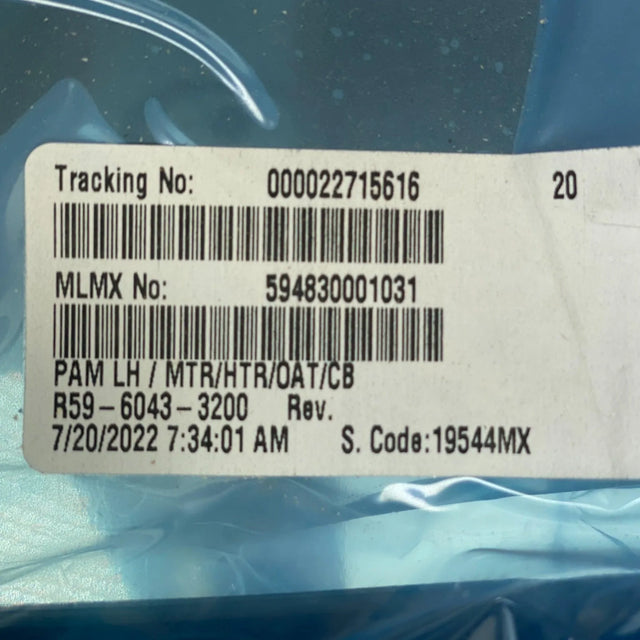 Tracking No: 000022715616 20
MLMX No: 594830001031
PAM LH / MTR/HTR/OAT/CB
R59-6043-3200 Rev.
7/20/2022 7:34:01 AM S. Code:19544MX